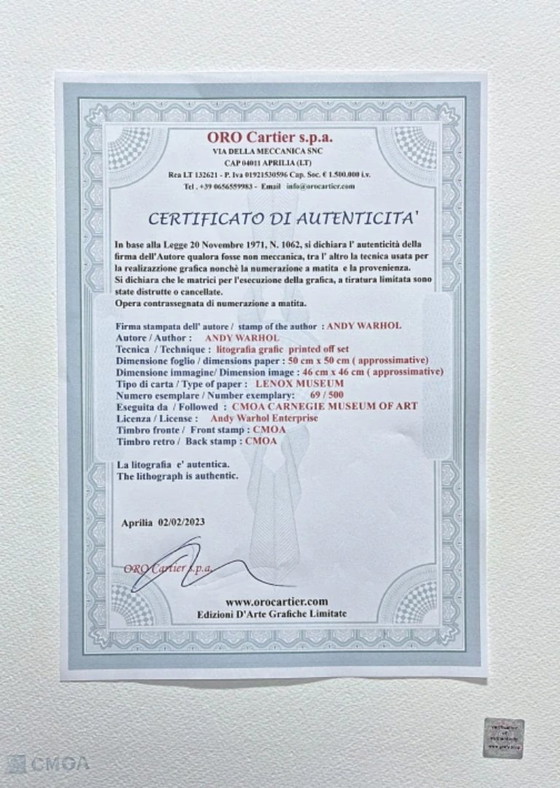 ORO Cartier s.p.a.
VIA DELLA MECCANICA SNC
CAP 04011 APRILIA (LT)
Rea LT 132621 - P. Iva 01921530596 Cap. Soc. € 1.500.000 i.v.
Tel . +39 0656559983 - Email info@orocartier.com
CERTIFICATO DI AUTENTICITA'
In base alla Legge 20 Novembre 1971, N. 1062, si dichiara l' autenticità della
firma dell'Autore qualora fosse non meccanica, tra l' altro la tecnica usata per
la realizzazione grafica nonchè la numerazione a matita e la provenienza.
Si dichiara che le matrici per l'esecuzione della grafica, a tiratura limitata sono
state distrutte o cancellate.
Opera contrassegnata di numerazione a matita.
Firma stampata dell' autore / stamp of the author : ANDY WARHOL
Autore / Author : ANDY WARHOL
Tecnica / Technique : litografia grafic printed off set
Dimensione foglio / dimensions paper : 50 cm x 50 cm ( approssimative)
Dimensione immagine/ Dimension image : 46 cm x 46 cm ( approssimative)
Tipo di carta / Type of paper : LENOX MUSEUM
Numero esemplare / Number exemplary: 69 / 500
Eseguita da / Followed : CMOA CARNEGIE MUSEUM OF ART
Licenza / License : Andy Warhol Enterprise
Timbro fronte / Front stamp : CMOA
Timbro retro / Back stamp : CMOA
La litografia e' autentica.
The lithograph is authentic.
Aprilia 02/02/2023
ORO Cartier s.p.a.
www.orocartier.com
Edizioni D'Arte Grafiche Limitate
CMOA